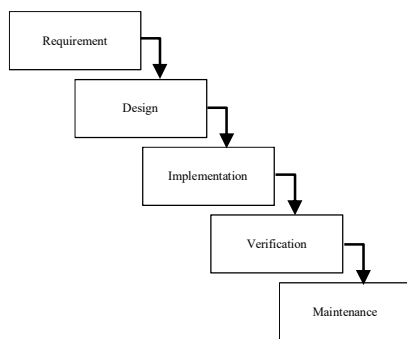 Requirement
Design
Implementation
Verification
Maintenance